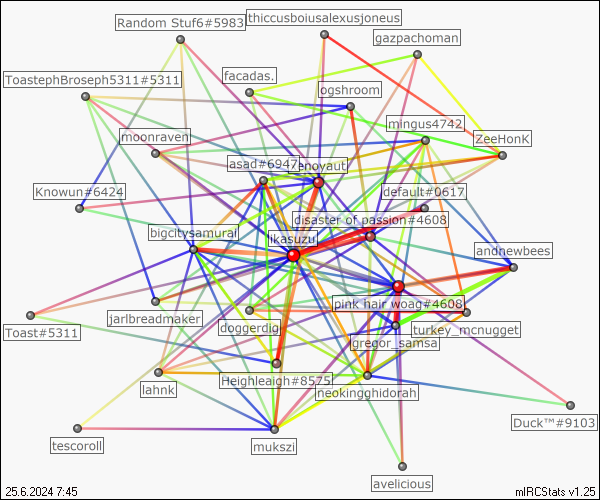 thiccusboiusalexusjoneus
Random Stuf6#5983
gazpachoman
ToastephBroseph5311#5311
facadas.
ogshroom
mingus4742
moonraven
ZeeHonK
asad#6947
enovaut
Knowun#6424
default#0617
disaster of passion#4608
bigcitysamurai
likasuzu
andnewbees
pink hair woag#4608
jarlbreadmaker
doggerdig
turkey_mcnugget
Toast#5311
gregor_samsa
Heighleaigh#8575
lahnk
neokingghidorah
Duck™#9103
tescoroll
mukszi
avelicious
25.6.2024 7:45
mIRCStats v1.25